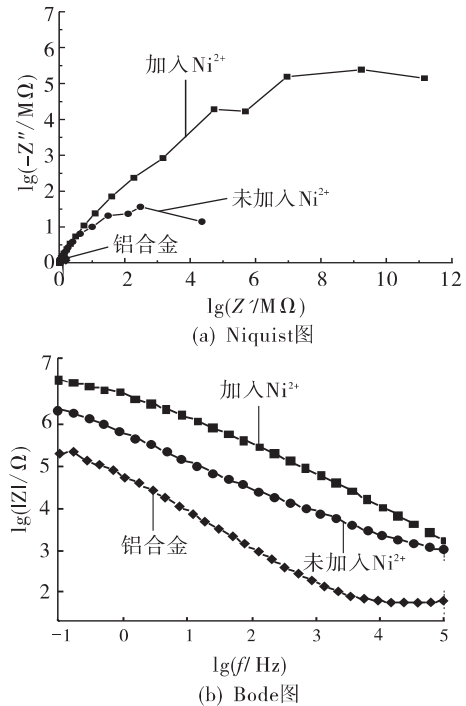 7
6
5
4
3
2
1
0
lg(-Z″/MΩ)
加入Ni²⁺
未加入Ni²⁺
铝合金
0 2 4 6 8 10 12
lg(Z′/MΩ)
(a) Niquist图
7
6
5
4
3
2
lg(|Z|/Ω)
加入Ni²⁺
铝合金
未加入Ni²⁺
-1 0 1 2 3 4 5
lg(f/Hz)
(b) Bode图